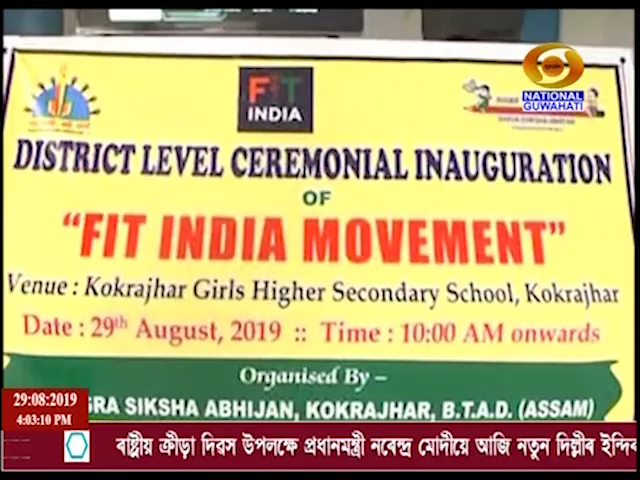 NATIONAL
GUWAHATI
FIT
INDIA
DISTRICT LEVEL CEREMONIAL INAUGURATION
OF
"FIT INDIA MOVEMENT"
Venue : Kokrajhar Girls Higher Secondary School, Kokrajhar
Date : 29th August, 2019 :: Time : 10:00 AM onwards
Organised By –
SIKSHA ABHIJAN, KOKRAJHAR, B.T.A.D. (ASSAM)
29:08:2019
4:03:10 PM
ৰাষ্ট্ৰীয় ক্ৰীড়া দিৱস উপলক্ষে প্ৰধানমন্ত্ৰী নৰেন্দ্ৰ মোদীয়ে আজি নতুন দিল্লীৰ